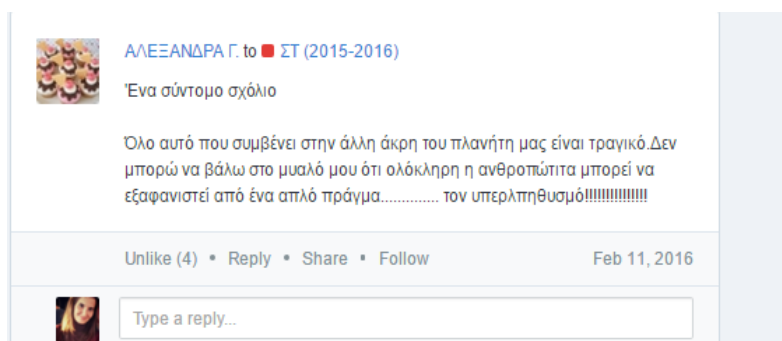 ΑΛΕΞΑΝΔΡΑ Γ. to ΣΤ (2015-2016)
Ένα σύντομο σχόλιο
Όλο αυτό που συμβένει στην άλλη άκρη του πλανήτη μας είναι τραγικό.Δεν
μπορώ να βάλω στο μυαλό μου ότι ολόκληρη η ανθροπώτιτα μπορεί να
εξαφανιστεί από ένα απλό πράγμα.............. τον υπερλπηθυσμό!!!!!!!!!!!!!!!
Unlike (4) • Reply • Share • Follow Feb 11, 2016
Type a reply...